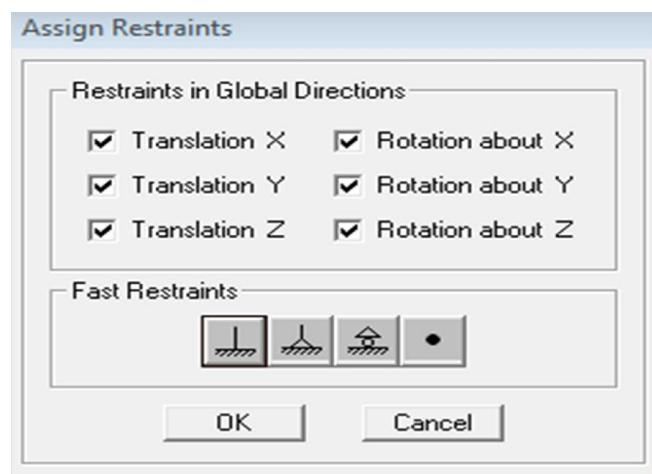 Assign Restraints
Restraints in Global Directions
Translation X Rotation about X
Translation Y Rotation about Y
Translation Z Rotation about Z
Fast Restraints
OK Cancel